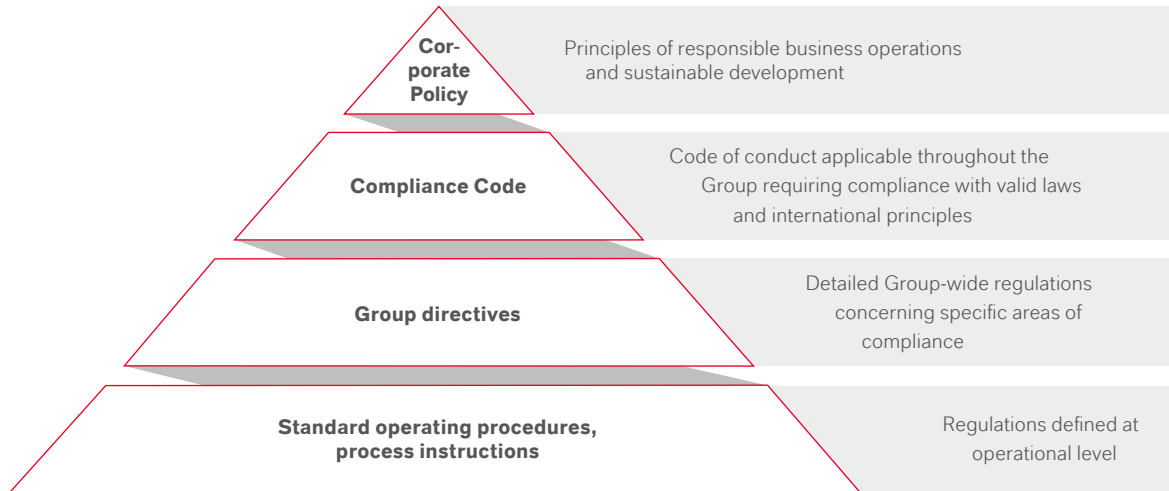 Cor-
porate
Policy
Principles of responsible business operations
and sustainable development
Compliance Code
Code of conduct applicable throughout the
Group requiring compliance with valid laws
and international principles
Group directives
Detailed Group-wide regulations
concerning specific areas of
compliance
Standard operating procedures,
process instructions
Regulations defined at
operational level